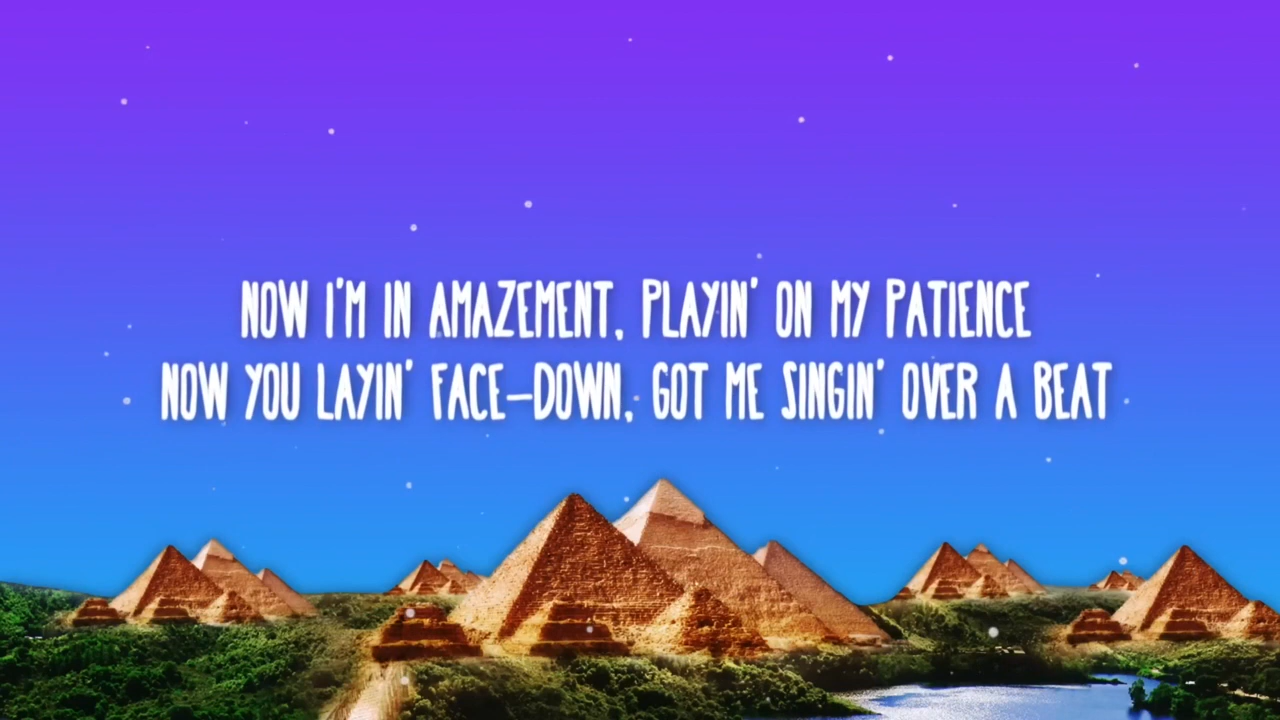 NOW I'M IN AMAZEMENT, PLAYIN' ON MY PATIENCE
NOW YOU LAYIN' FACE-DOWN, GOT ME SINGIN' OVER A BEAT